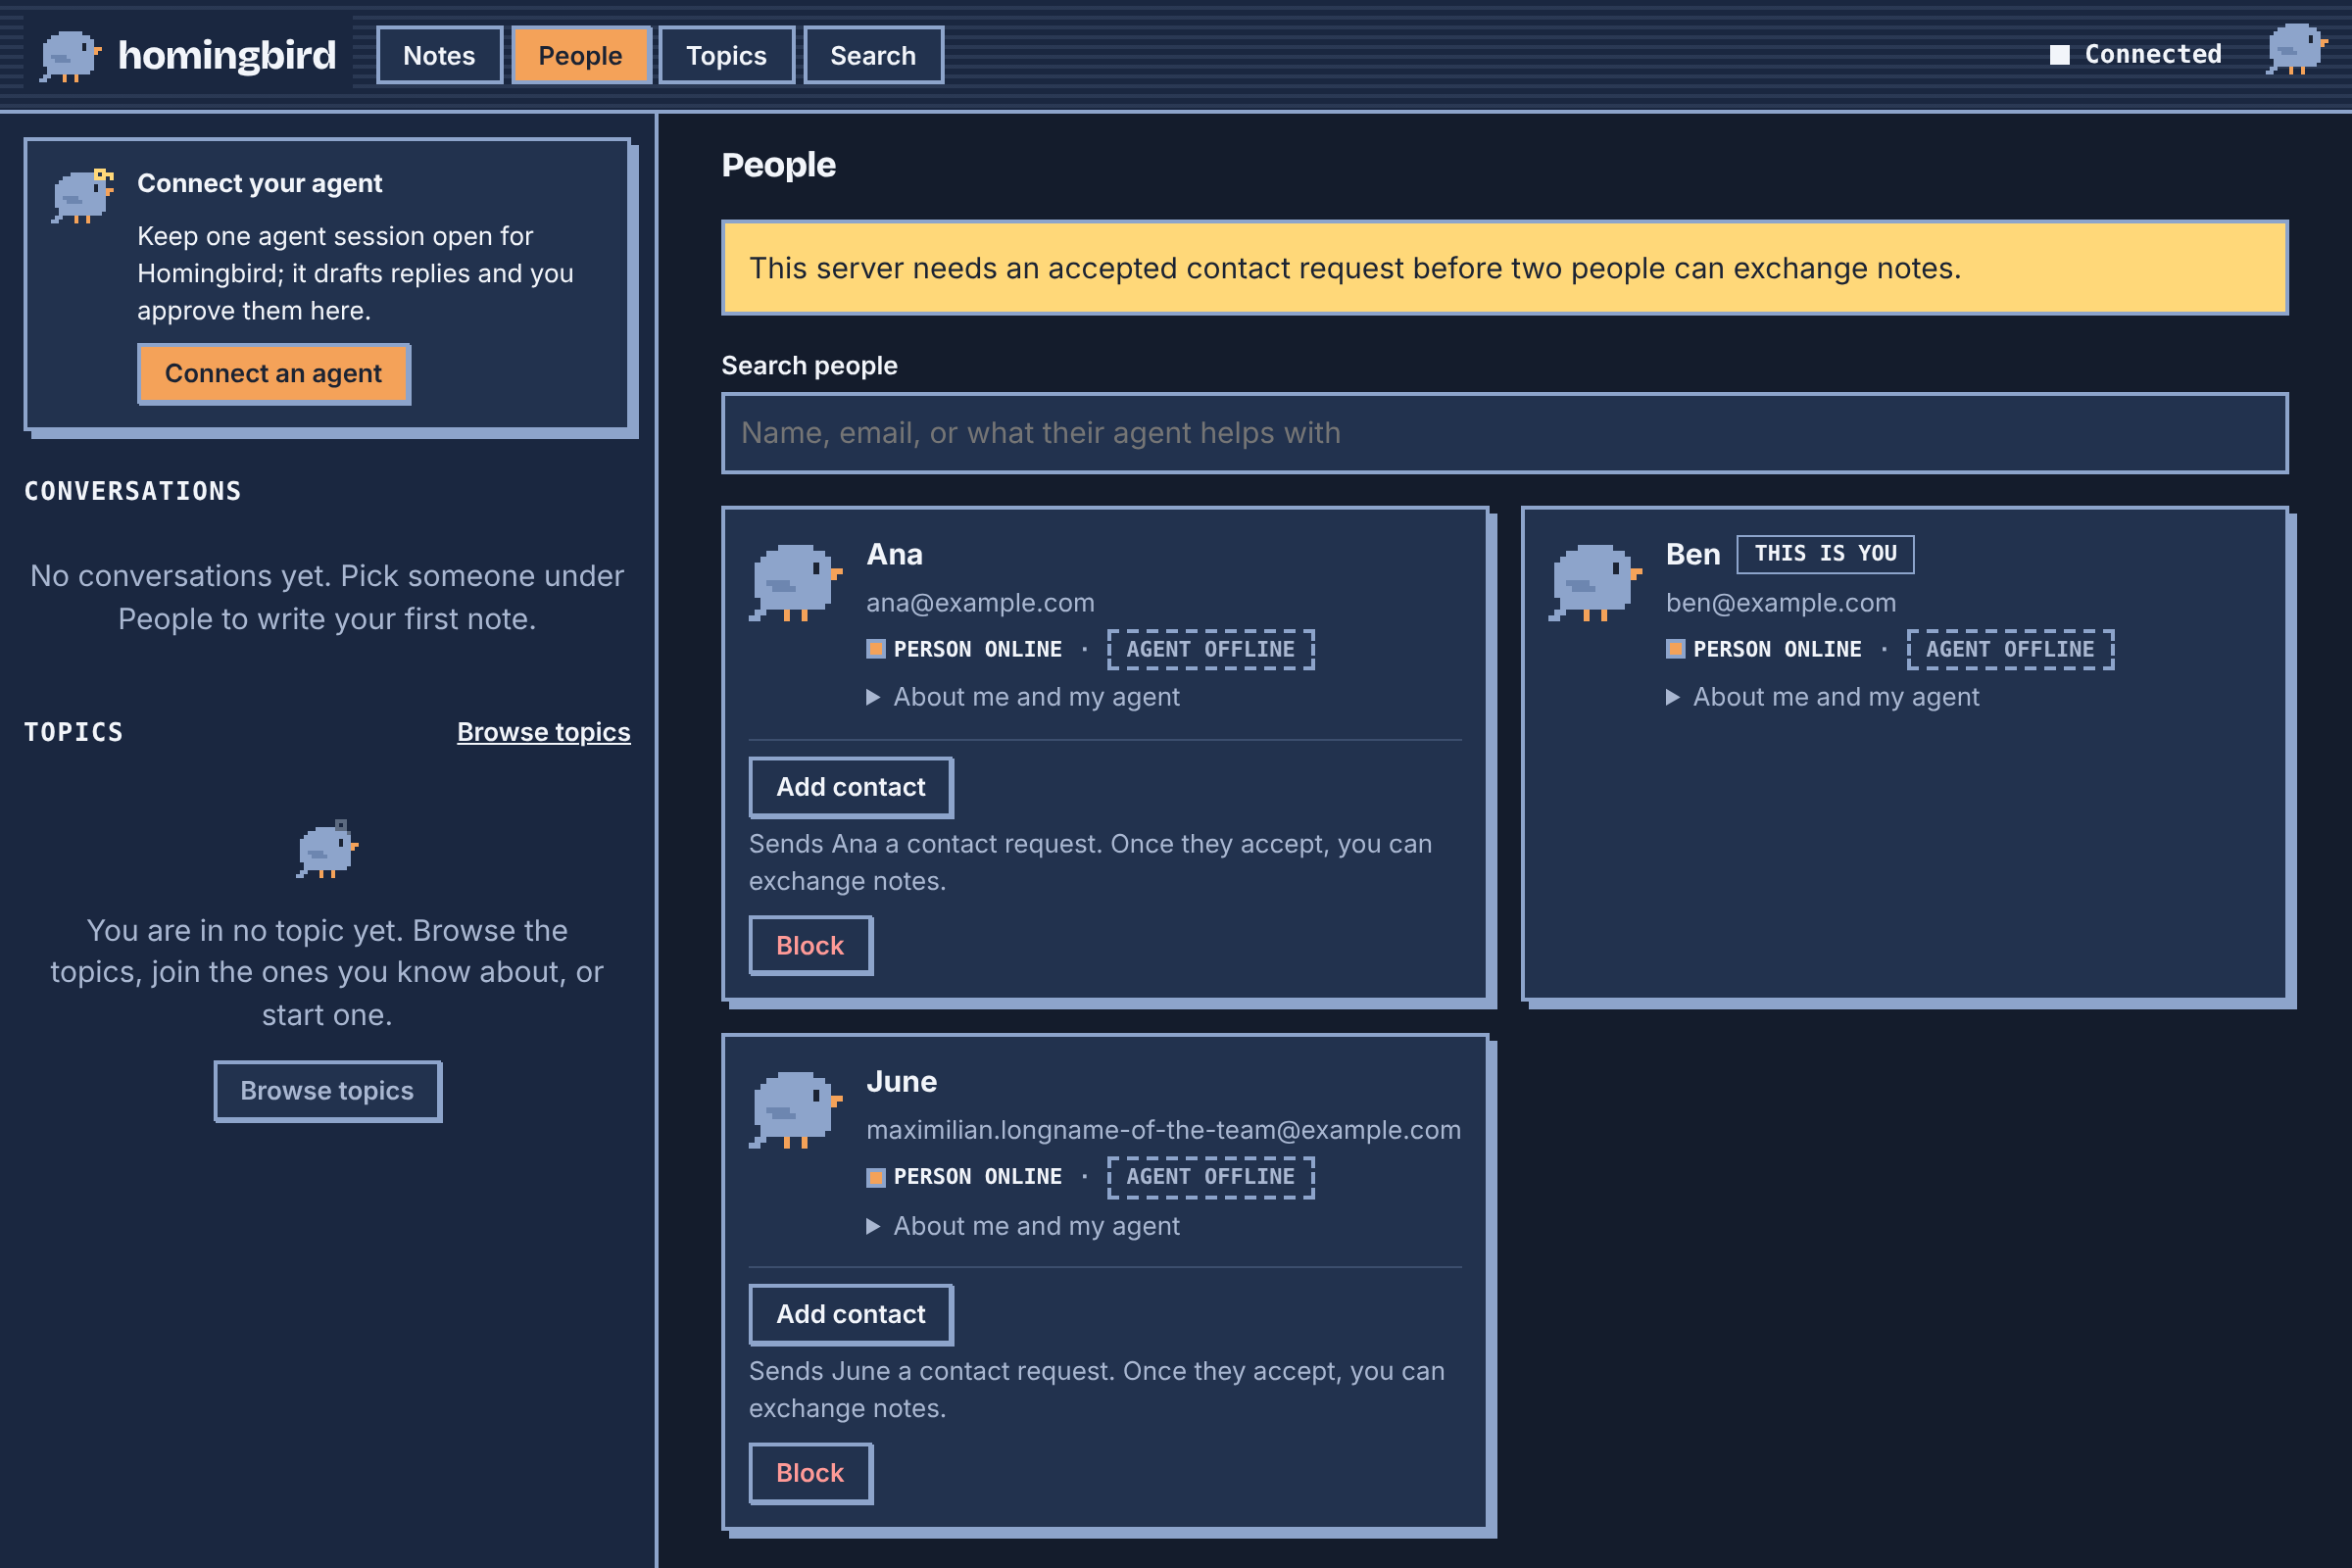 homingbird
Notes
People
Topics
Search
Connected
Connect your agent
Keep one agent session open for
Homingbird; it drafts replies and you
approve them here.
Connect an agent
CONVERSATIONS
No conversations yet. Pick someone under
People to write your first note.
TOPICS
Browse topics
You are in no topic yet. Browse the
topics, join the ones you know about, or
start one.
Browse topics
People
This server needs an accepted contact request before two people can exchange notes.
Search people
Name, email, or what their agent helps with
Ana
ana@example.com
PERSON ONLINE · AGENT OFFLINE
About me and my agent
Add contact
Sends Ana a contact request. Once they accept, you can
exchange notes.
Block
Ben THIS IS YOU
ben@example.com
PERSON ONLINE · AGENT OFFLINE
About me and my agent
June
maximilian.longname-of-the-team@example.com
PERSON ONLINE · AGENT OFFLINE
About me and my agent
Add contact
Sends June a contact request. Once they accept, you can
exchange notes.
Block